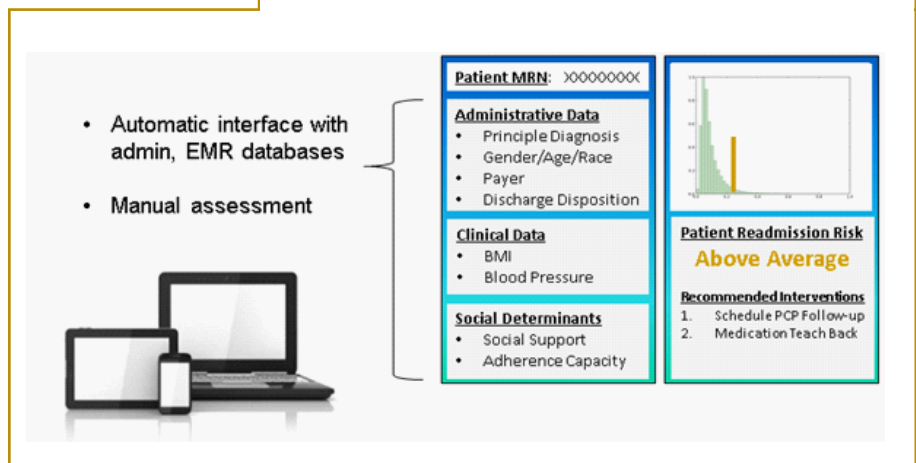 • Automatic interface with
admin, EMR databases
• Manual assessment
Patient MRN: XXXXXXXX
Administrative Data
• Principle Diagnosis
• Gender/Age/Race
• Payer
• Discharge Disposition
Clinical Data
• BMI
• Blood Pressure
Social Determinants
• Social Support
• Adherence Capacity
Patient Readmission Risk
Above Average
Recommended Interventions
1. Schedule PCP Follow-up
2. Medication Teach Back